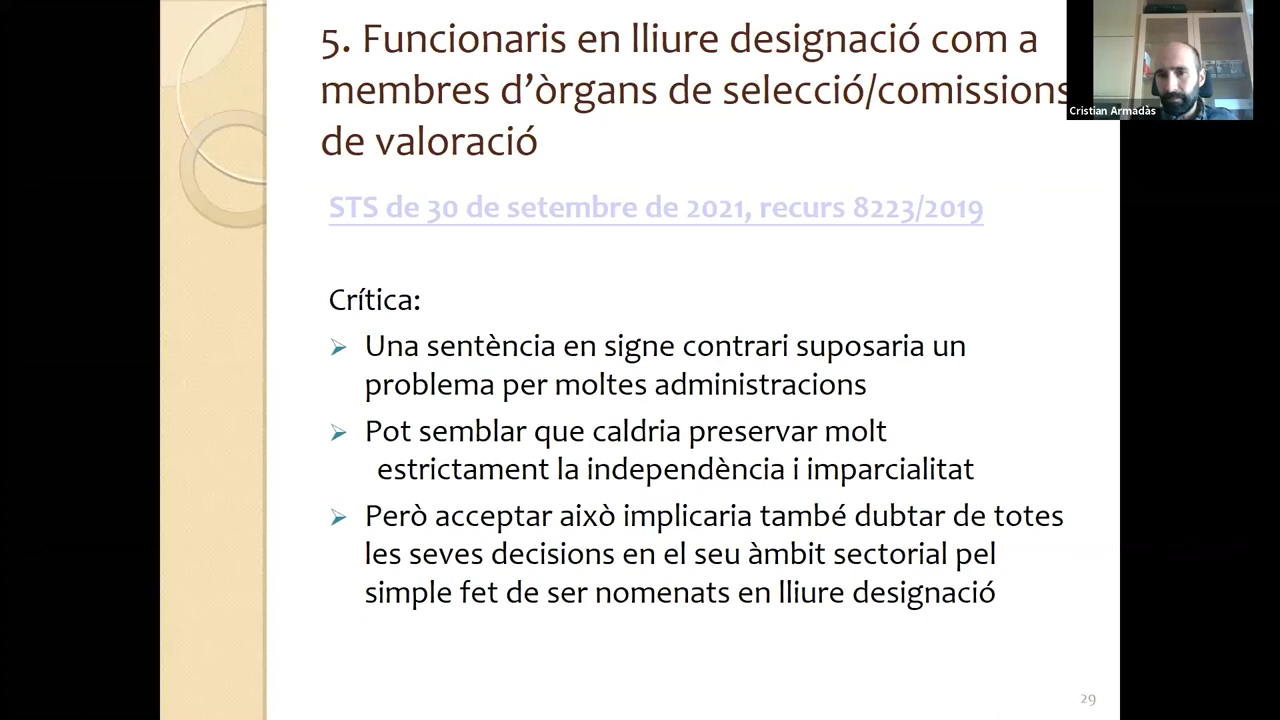 5. Funcionaris en lliure designació com a
membres d'òrgans de selecció/comissions
de valoració
Cristian Armadàs
STS de 30 de setembre de 2021, recurs 8223/2019
Crítica:
Una sentència en signe contrari suposaria un
problema per moltes administracions
Pot semblar que caldria preservar molt
estrictament la independència i imparcialitat
Però acceptar això implicaria també dubtar de totes
les seves decisions en el seu àmbit sectorial pel
simple fet de ser nomenats en lliure designació
29